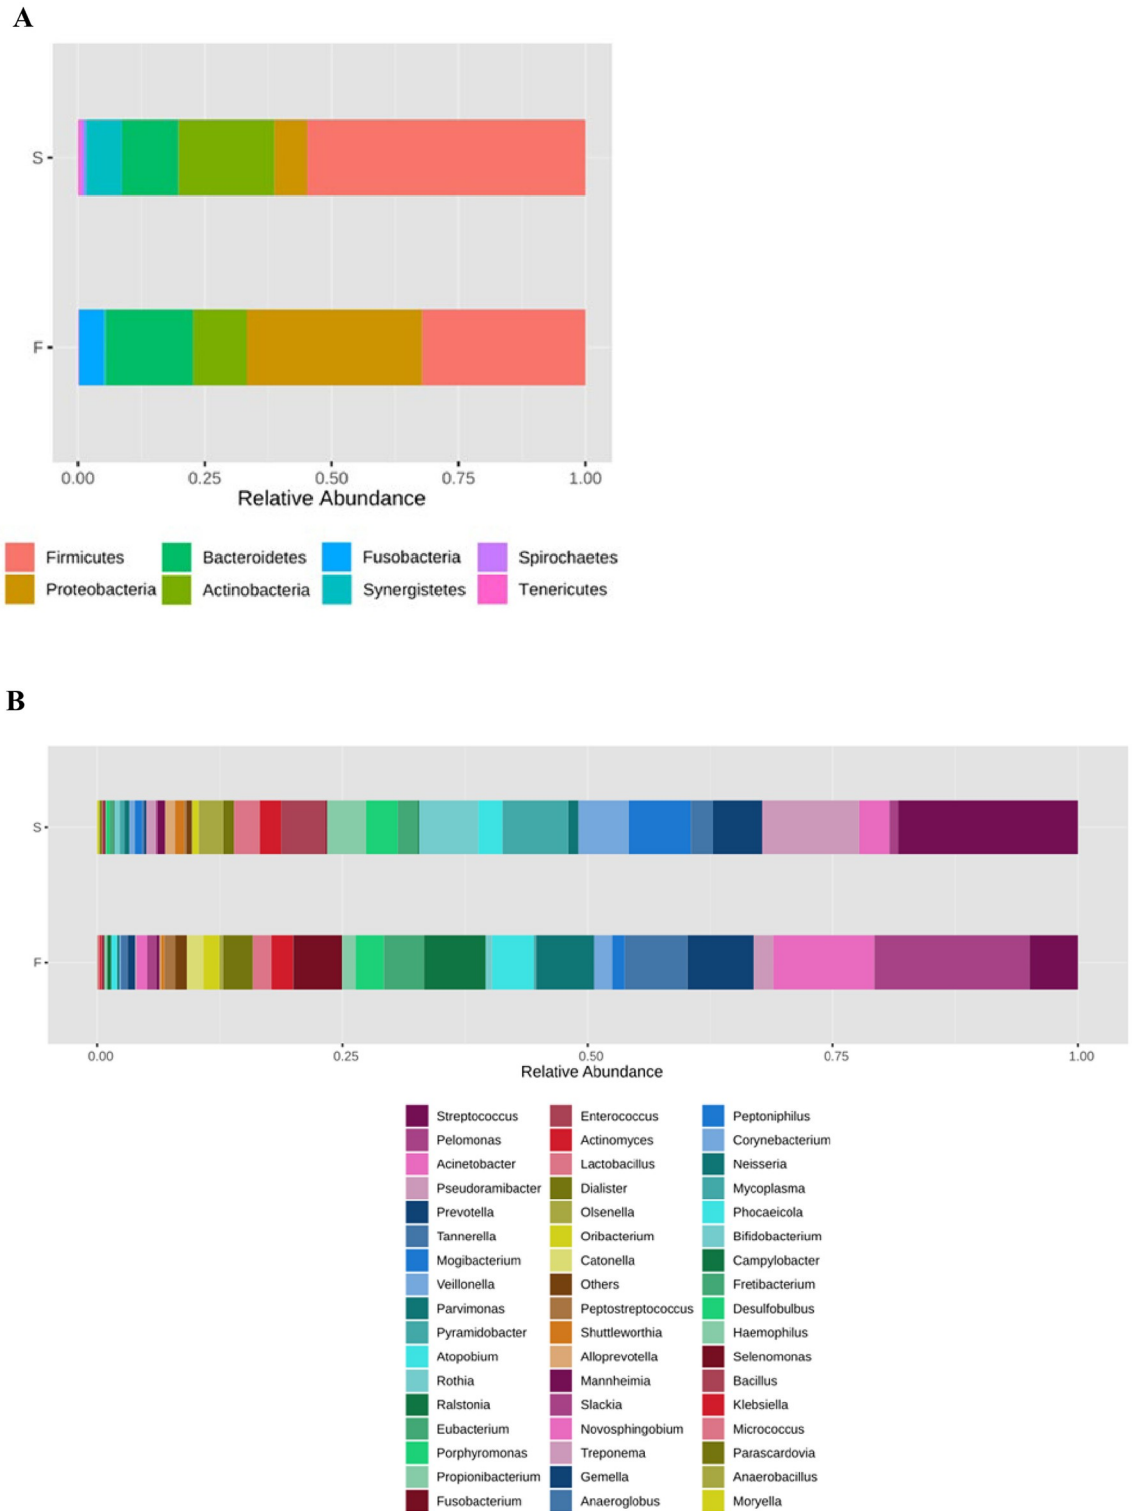 A
S
F
0.00 0.25 0.50 0.75 1.00
Relative Abundance
Firmicutes Bacteroidetes Fusobacteria Spirochaetes
Proteobacteria Actinobacteria Synergistetes Tenericutes
B
S
F
0.00 0.25 0.50 0.75 1.00
Relative Abundance
Streptococcus Enterococcus Peptoniphilus
Pelomonas Actinomyces Corynebacterium
Acinetobacter Lactobacillus Neisseria
Pseudoramibacter Dialister Mycoplasma
Prevotella Olsenella Phocaeicola
Tannerella Oribacterium Bifidobacterium
Mogibacterium Catonella Campylobacter
Veillonella Others Fretibacterium
Parvimonas Peptostreptococcus Desulfobulbus
Pyramidobacter Shuttleworthia Haemophilus
Atopobium Alloprevotella Selenomonas
Rothia Mannheimia Bacillus
Ralstonia Slackia Klebsiella
Eubacterium Novosphingobium Micrococcus
Porphyromonas Treponema Parascardovia
Propionibacterium Gemella Anaerobacillus
Fusobacterium Anaeroglobus Moryella